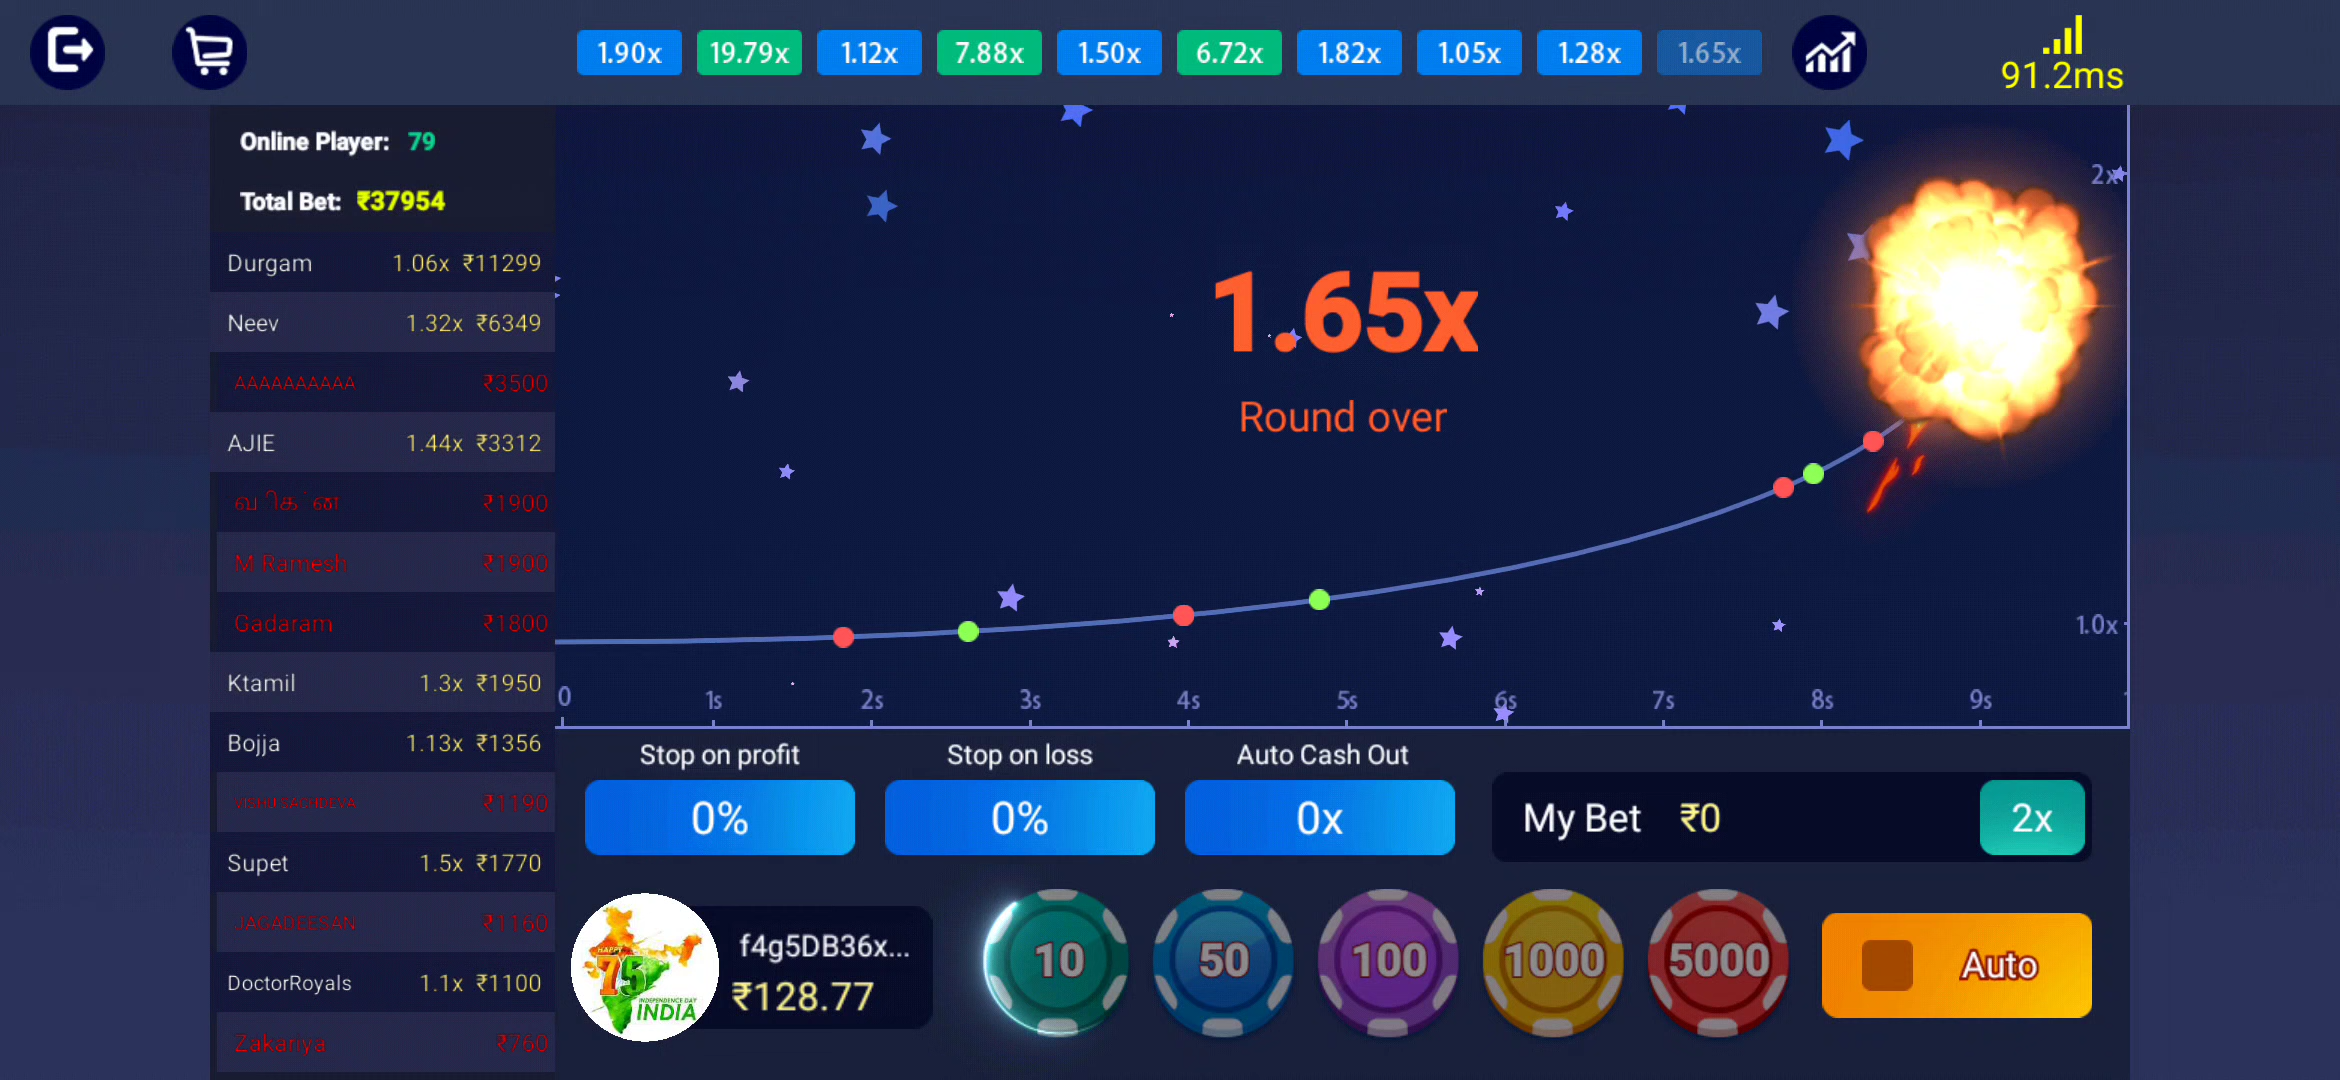 1.90x 19.79x 1.12x 7.88x 1.50x 6.72x 1.82x 1.05x 1.28x 1.65x
91.2ms
Online Player: 79
Total Bet: ₹37954
Durgam 1.06x ₹11299
Neev 1.32x ₹6349
AAAAAAAAAA ₹3500
AJIE 1.44x ₹3312
₹1900
M Ramesh ₹1900
Gadaram ₹1800
Ktamil 1.3x ₹1950
Bojja 1.13x ₹1356
₹1190
Supet 1.5x ₹1770
JAGADEESAN ₹1160
DoctorRoyals 1.1x ₹1100
Zakariya ₹760
2x
1.65x
Round over
1.0x
0 1s 2s 3s 4s 5s 6s 7s 8s 9s
Stop on profit Stop on loss Auto Cash Out
0% 0% 0x
My Bet ₹0 2x
HAPPY
75
INDEPENDENCE DAY
INDIA
f4g5DB36x...
₹128.77
10 50 100 1000 5000
Auto